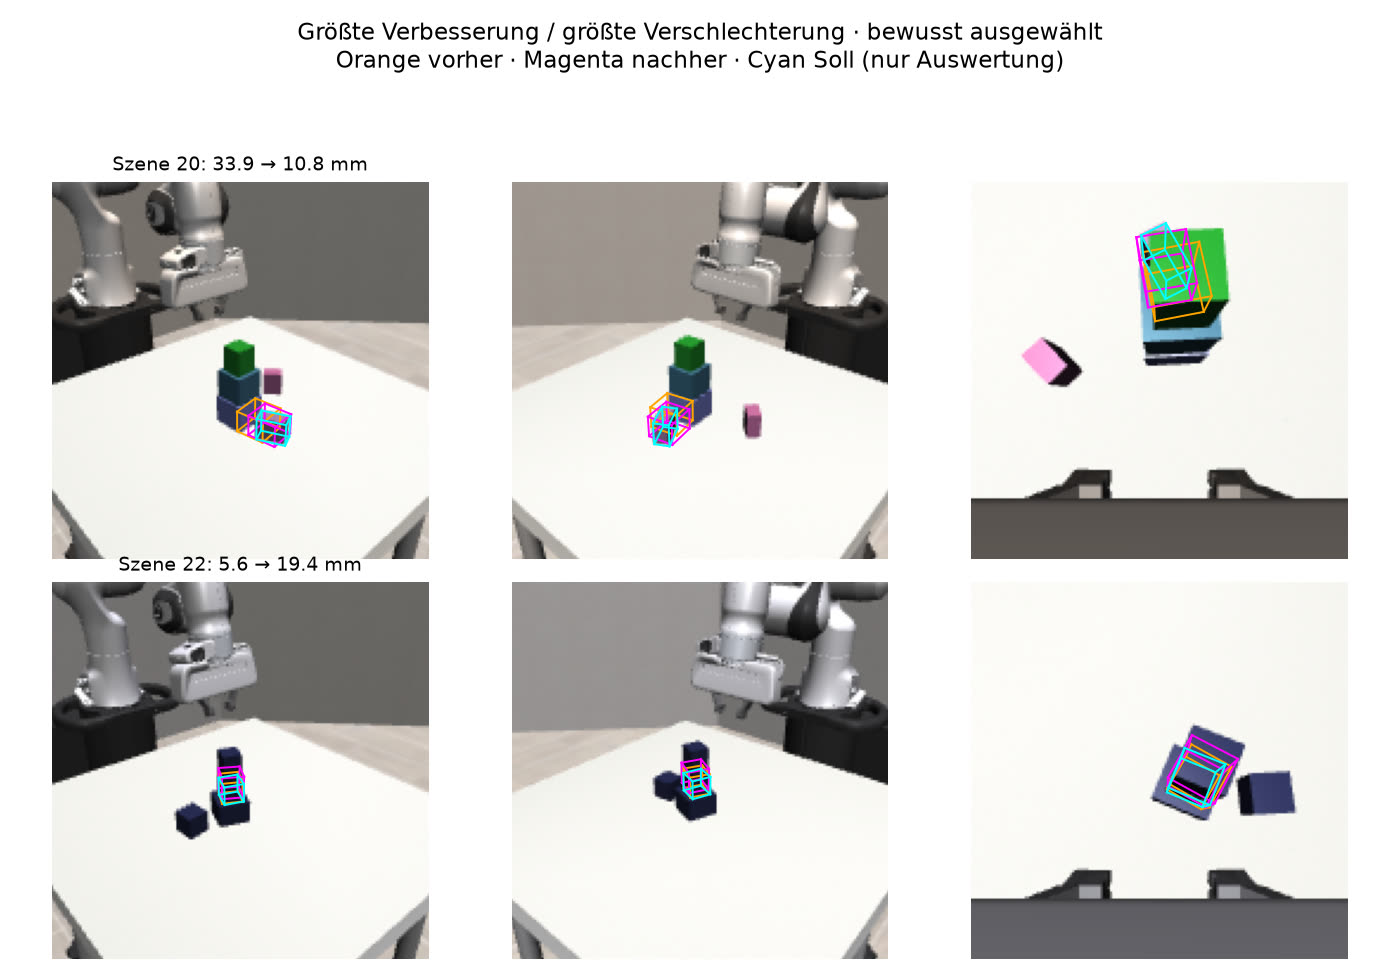 Größte Verbesserung / größte Verschlechterung · bewusst ausgewählt
Orange vorher · Magenta nachher · Cyan Soll (nur Auswertung)
Szene 20: 33.9 → 10.8 mm
Szene 22: 5.6 → 19.4 mm